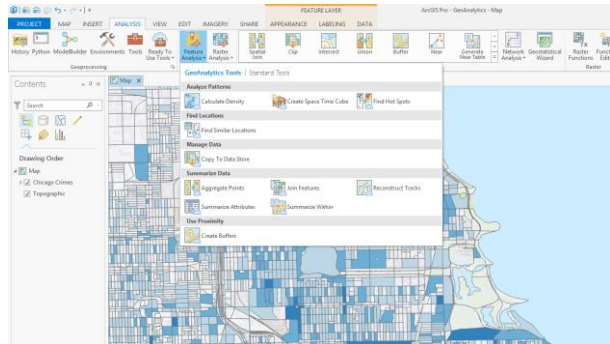 FEATURE LAYER
ArcGIS Pro - GeoAnalytics - Map
PROJECT MAP INSERT ANALYSIS VIEW EDIT IMAGERY SHARE APPEARANCE LABELING DATA
History Python ModelBuilder Environments Tools Ready To Use Tools Feature Analysis Raster Analysis Spatial Join Clip Intersect Union Buffer New Generate Near Table Network Analysis Geostatistical Wizard Raster Functions
Geoprocessing
Raster
GeoAnalytics Tools | Standard Tools
Contents
Map
Analyze Patterns
Calculate Density Create Space Time Cube Find Hot Spots
Search
Find Locations
Find Similar Locations
Manage Data
Copy To Data Store
Drawing Order
Map
Summarize Data
Chicago Crimes
Aggregate Points Join Features Reconstruct Tracks
Topographic
Summarize Attributes Summarize Within
Use Proximity
Create Buffers